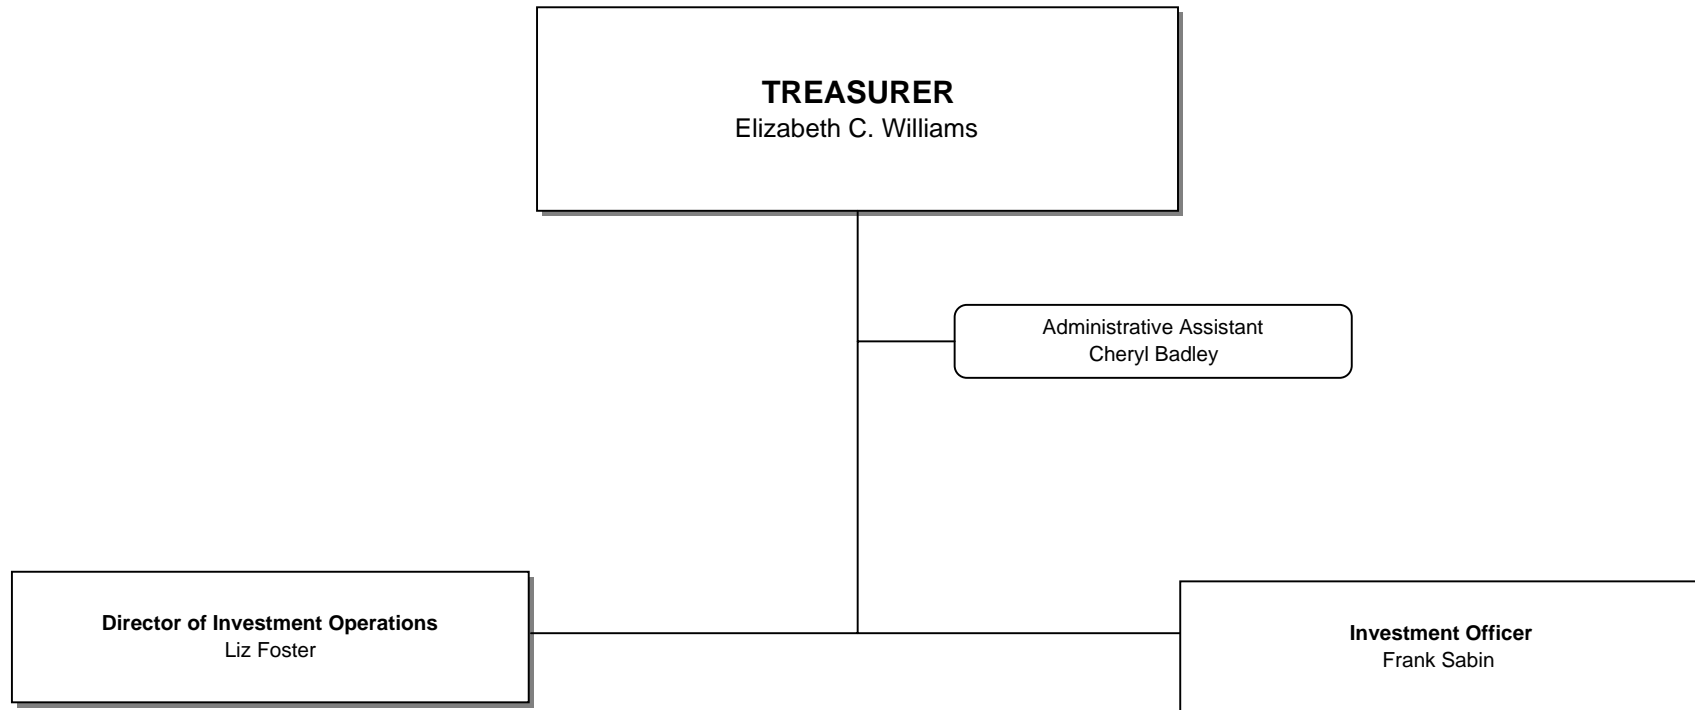 TREASURER
Elizabeth C. Williams
Administrative Assistant
Cheryl Badley
Director of Investment Operations
Liz Foster
Investment Officer
Frank Sabin